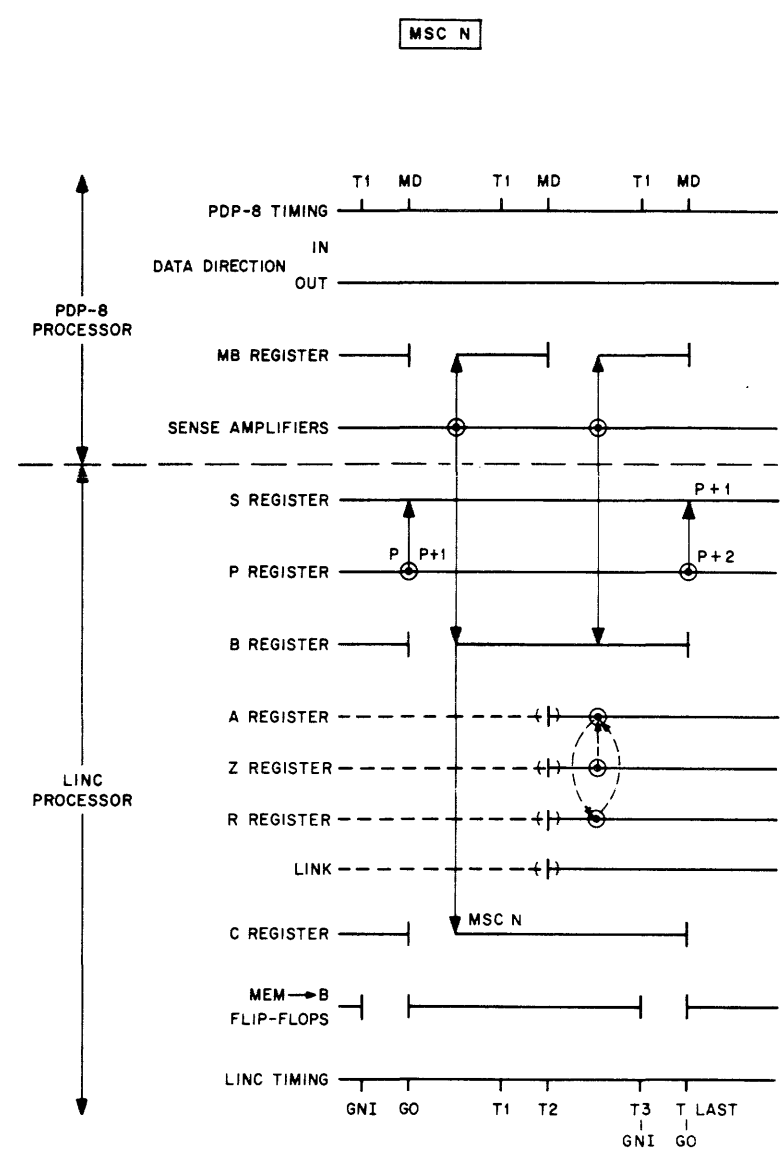 MSC N
T1 MD T1 MD T1 MD
PDP-8 TIMING
IN
DATA DIRECTION
OUT
PDP-8
PROCESSOR
MB REGISTER
SENSE AMPLIFIERS
S REGISTER
P+1
P P+1
P+2
P REGISTER
B REGISTER
A REGISTER
Z REGISTER
LINC
PROCESSOR
R REGISTER
LINK
MSC N
C REGISTER
MEM→B
FLIP-FLOPS
LINC TIMING
GNI GO T1 T2 T3 T LAST
GNI GO